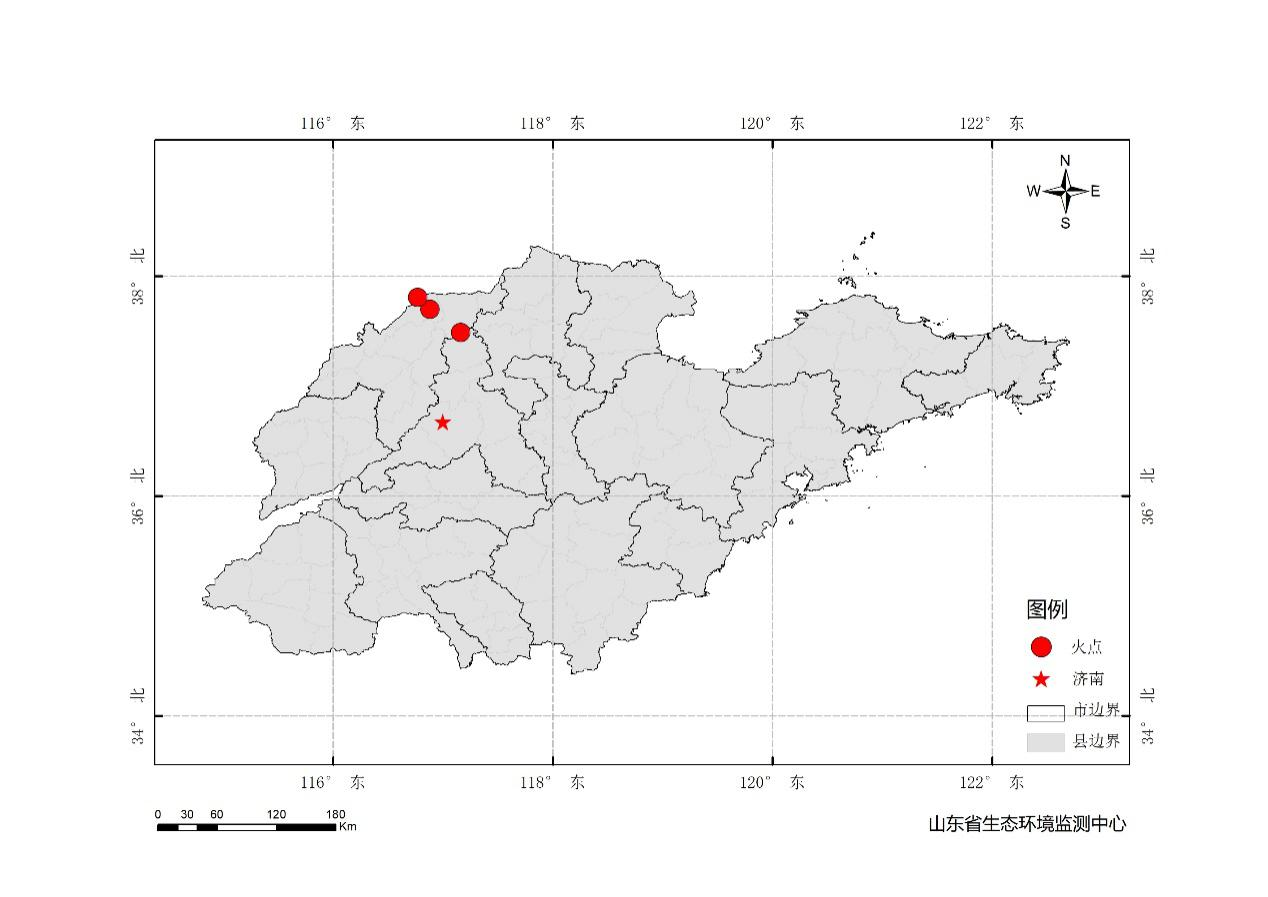 116° 东
118° 东
120° 东
122° 东
N
W E
S
38° 北
38° 北
36° 北
36° 北
34° 北
34° 北
图例
火点
济南
市边界
县边界
116° 东
118° 东
120° 东
122° 东
0 30 60 120 180
Km
山东省生态环境监测中心